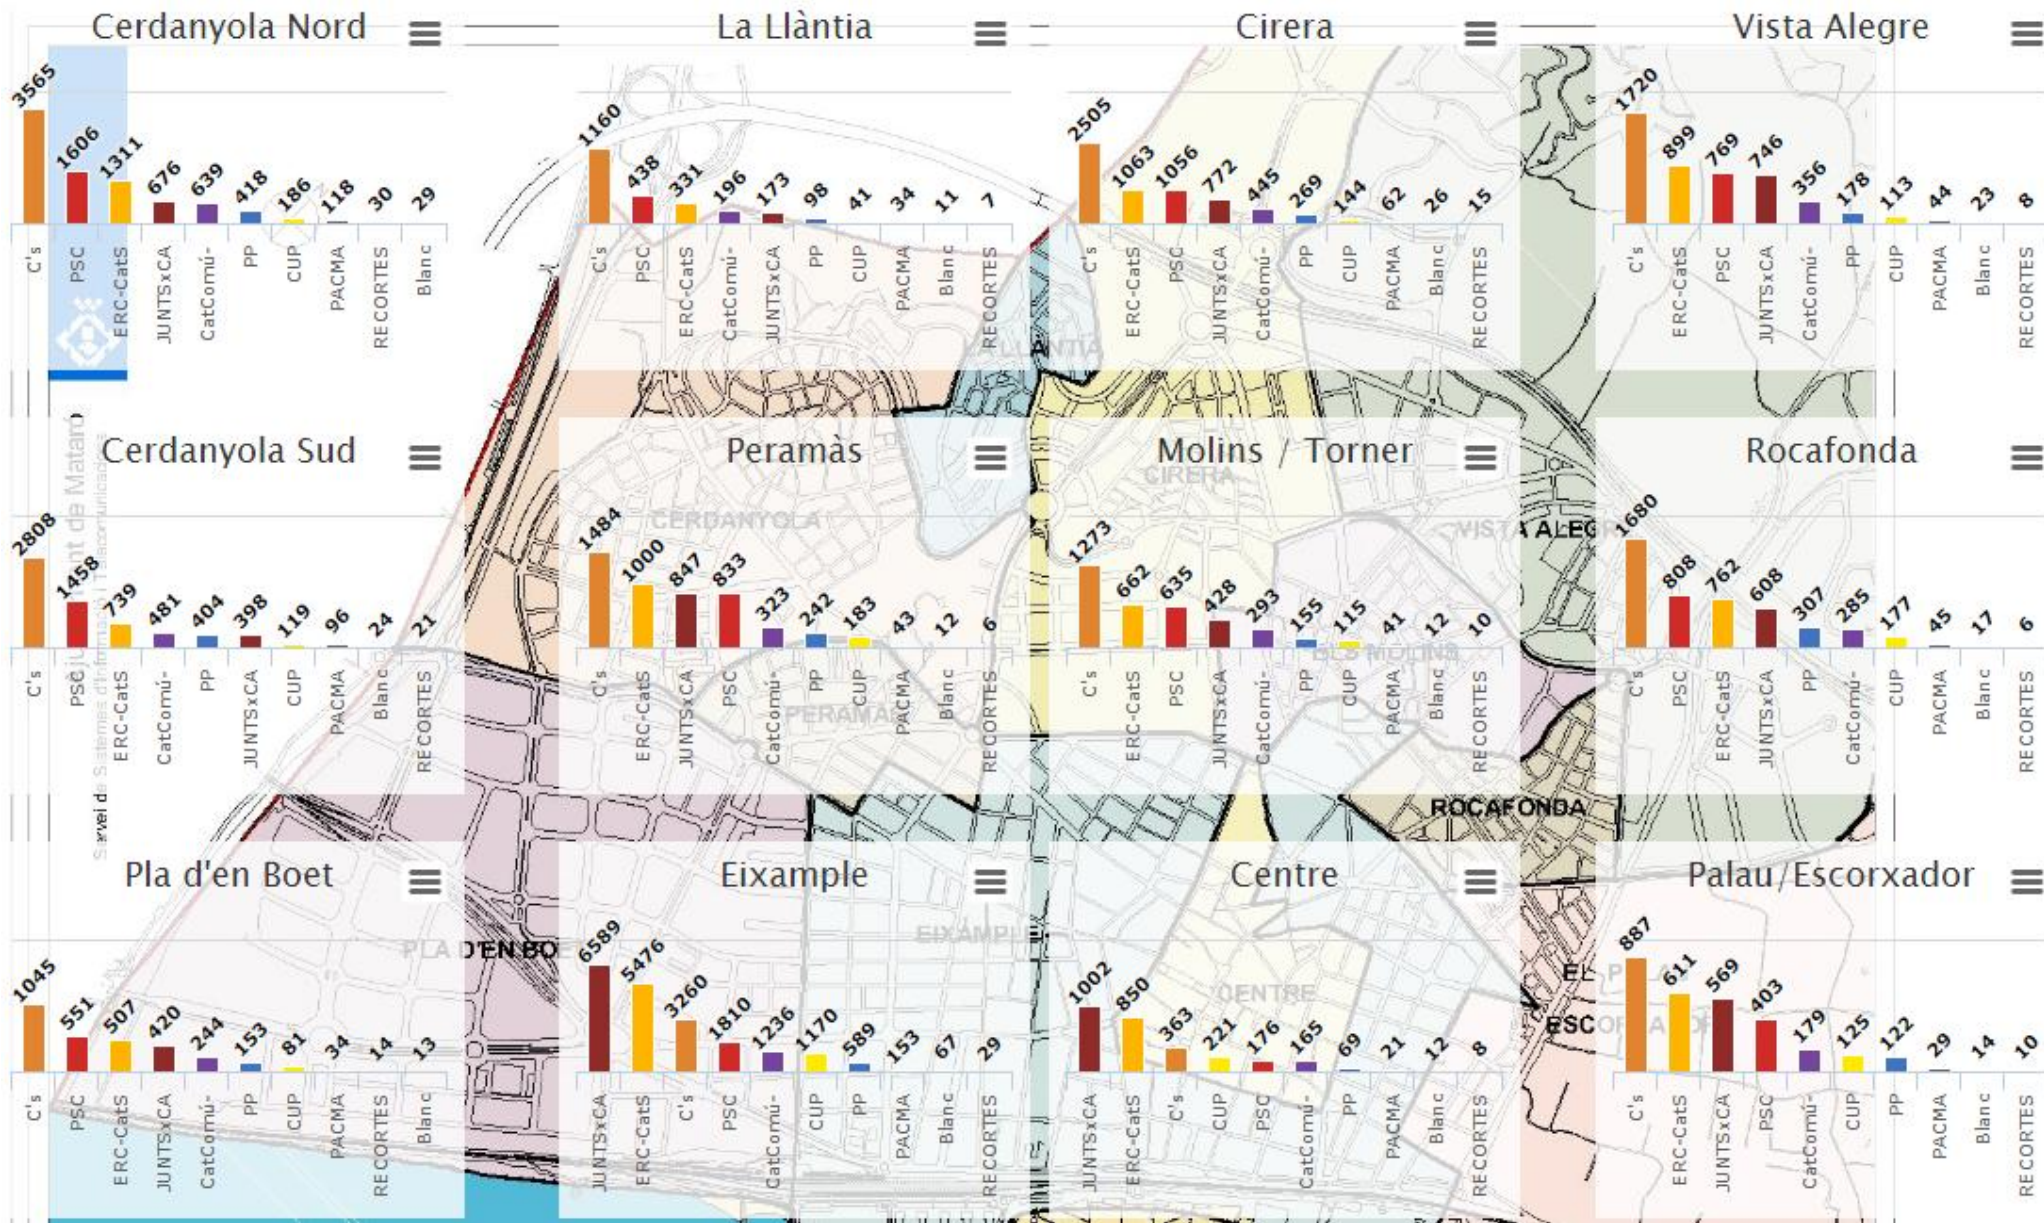 Cerdanyola Nord
3565 1606 1311 676 639 418 186 118 30 29
C's PSC ERC-CatS JUNTSxCA CatComú- PP CUP PACMA RECORTES Blanc
La Llàntia
1160 438 331 196 173 98 41 34 11 7
C's PSC ERC-CatS CatComú- JUNTSxCA PP CUP PACMA Blanc RECORTES
Cirera
2505 1063 1056 772 445 269 144 62 26 15
C's ERC-CatS PSC JUNTSxCA CatComú- PP CUP PACMA Blanc RECORTES
Vista Alegre
1720 899 769 746 356 178 113 44 23 8
C's ERC-CatS PSC JUNTSxCA CatComú- PP CUP PACMA Blanc RECORTES
LA LLÀNTIA
Cerdanyola Sud
2808 1458 739 481 404 398 119 96 24 21
C's PSC ERC-CatS CatComú- PP JUNTSxCA CUP PACMA Blanc RECORTES
Peramàs
1484 1000 847 833 323 242 183 43 12 6
C's ERC-CatS JUNTSxCA PSC CatComú- PP CUP PACMA Blanc RECORTES
Molins / Torner
1273 662 635 428 293 155 115 41 12 10
C's ERC-CatS PSC JUNTSxCA CatComú- PP CUP PACMA Blanc RECORTES
Rocafonda
1680 808 762 608 307 285 177 45 17 6
C's PSC ERC-CatS JUNTSxCA PP CatComú- CUP PACMA Blanc RECORTES
CIRERA
CERDANYOLA
VISTA ALEGR
ELS MOLINS
PERAMÀS
ROCAFONDA
Pla d'en Boet
1045 551 507 420 244 153 81 34 14 13
C's PSC ERC-CatS JUNTSxCA CatComú- PP CUP PACMA RECORTES Blanc
Eixample
6589 5476 3260 1810 1236 1170 589 153 67 29
JUNTSxCA ERC-CatS C's PSC CatComú- CUP PP PACMA Blanc RECORTES
Centre
1002 850 363 221 176 165 69 21 12 8
JUNTSxCA ERC-CatS C's CUP PSC CatComú- PP PACMA Blanc RECORTES
Palau/Escorxador
887 611 569 403 179 125 122 29 14 10
C's ERC-CatS JUNTSxCA PSC CatComú- CUP PP PACMA Blanc RECORTES
PLA D'EN BOE
EIXAMPL
CENTRE
EL P
ESCO